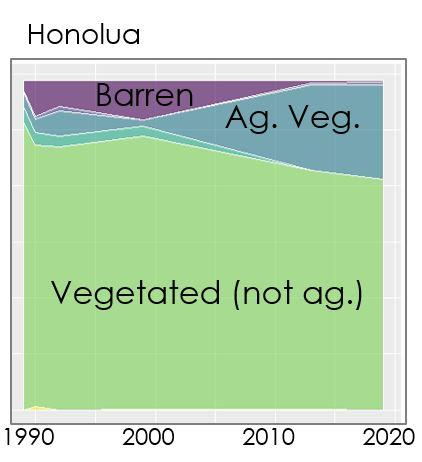 Honolua
Barren
Ag. Veg.
Vegetated (not ag.)
1990 2000 2010 2020